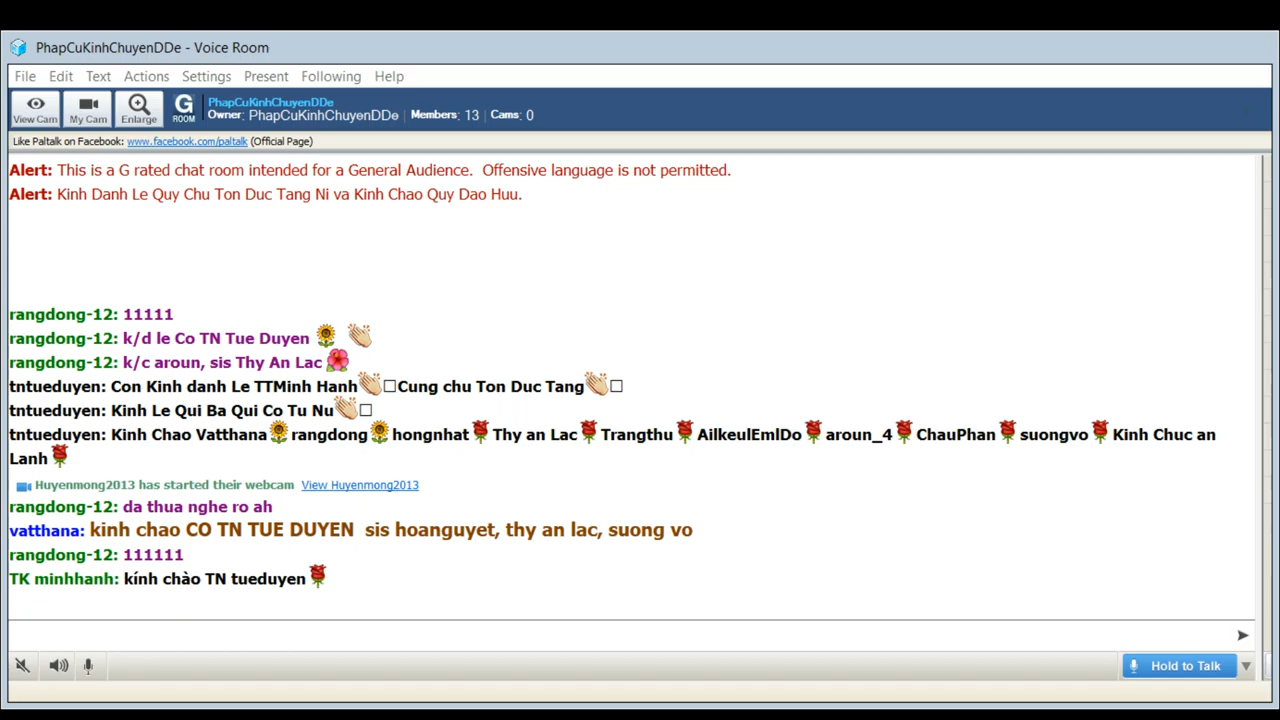 PhapCuKinhChuyenDDe - Voice Room
File Edit Text Actions Settings Present Following Help
View Cam My Cam Enlarge G ROOM PhapCuKinhChuyenDDe
Owner: PhapCuKinhChuyenDDe Members: 13 Cams: 0
Like Paltalk on Facebook: www.facebook.com/paltalk (Official Page)
Alert: This is a G rated chat room intended for a General Audience. Offensive language is not permitted.
Alert: Kinh Danh Le Quy Chu Ton Duc Tang Ni va Kinh Chao Quy Dao Huu.
rangdong-12: 11111
rangdong-12: k/d le Co TN Tue Duyen
rangdong-12: k/c aroun, sis Thy An Lac
tntueduyen: Con Kinh danh Le TTMinh Hanh Cung chu Ton Duc Tang
tntueduyen: Kinh Le Qui Ba Qui Co Tu Nu
tntueduyen: Kinh Chao Vatthana rangdong hongnhat Thy an Lac Trangthu AilkeulEmlDo aroun_4 ChauPhan suongvo Kinh Chuc an
Lanh
Huyenmong2013 has started their webcam View Huyenmong2013
rangdong-12: da thua nghe ro ah
vatthana: kinh chao CO TN TUE DUYEN sis hoanguyet, thy an lac, suong vo
rangdong-12: 111111
TK minhhanh: kính chào TN tueduyen
Hold to Talk